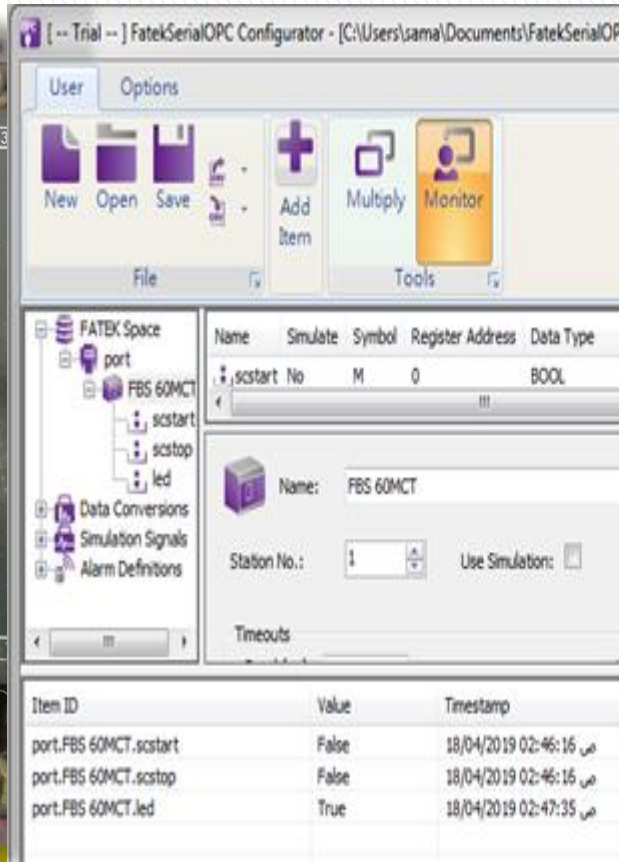 [ -- Trial -- ] FatekSerialOPC Configurator - [C:\Users\sama\Documents\FatekSerialOP
User Options
New Open Save Add Item Multiply Monitor
File Tools
FATEK Space
port
FBS 60MCT
scstart
scstop
led
Data Conversions
Simulation Signals
Alarm Definitions
Name Simulate Symbol Register Address Data Type
scstart No M 0 BOOL
Name: FBS 60MCT
Station No.: 1 Use Simulation:
Timeouts
Item ID Value Timestamp
port.FBS 60MCT.scstart False 18/04/2019 02:46:16 ص
port.FBS 60MCT.scstop False 18/04/2019 02:46:16 ص
port.FBS 60MCT.led True 18/04/2019 02:47:35 ص